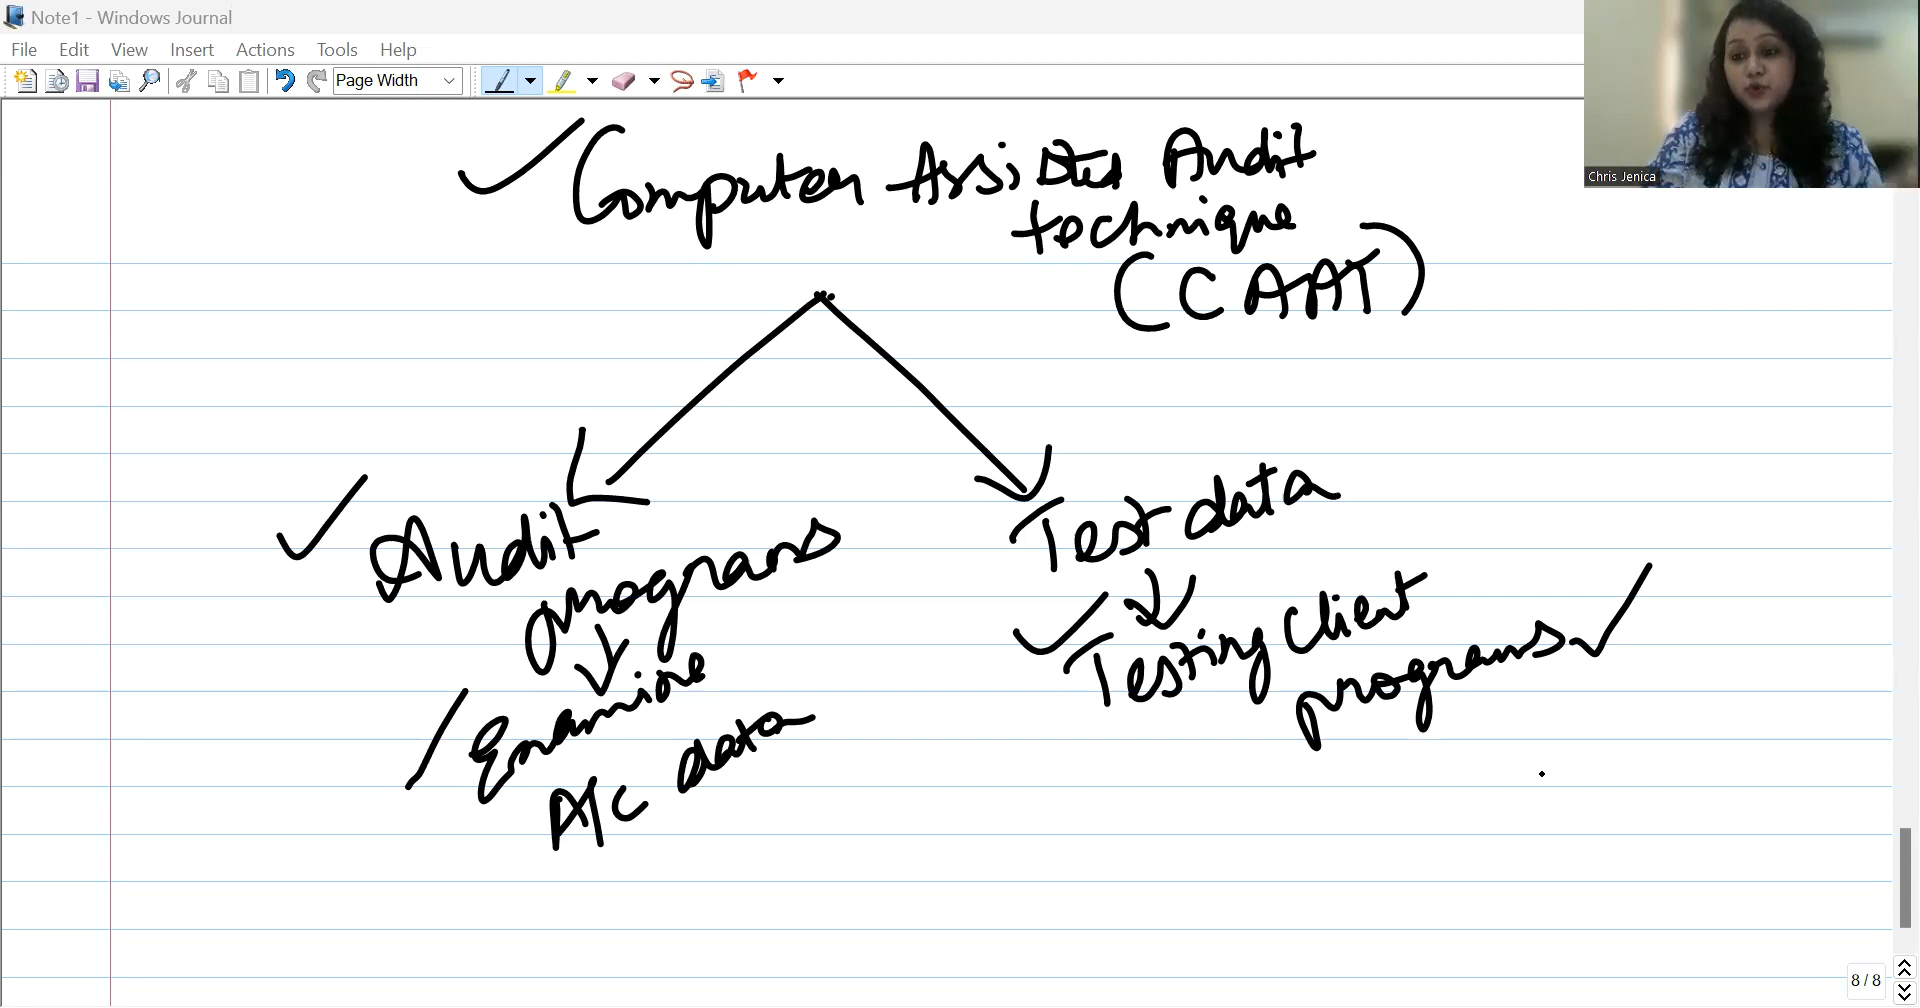 Note1 - Windows Journal
File Edit View Insert Actions Tools Help
Page Width
Chris Jenica
Computer Assisted Audit
technique
(CAAT)
Audit
programs
Examine
A/c data
Test data
Testing Client
programs
8 / 8